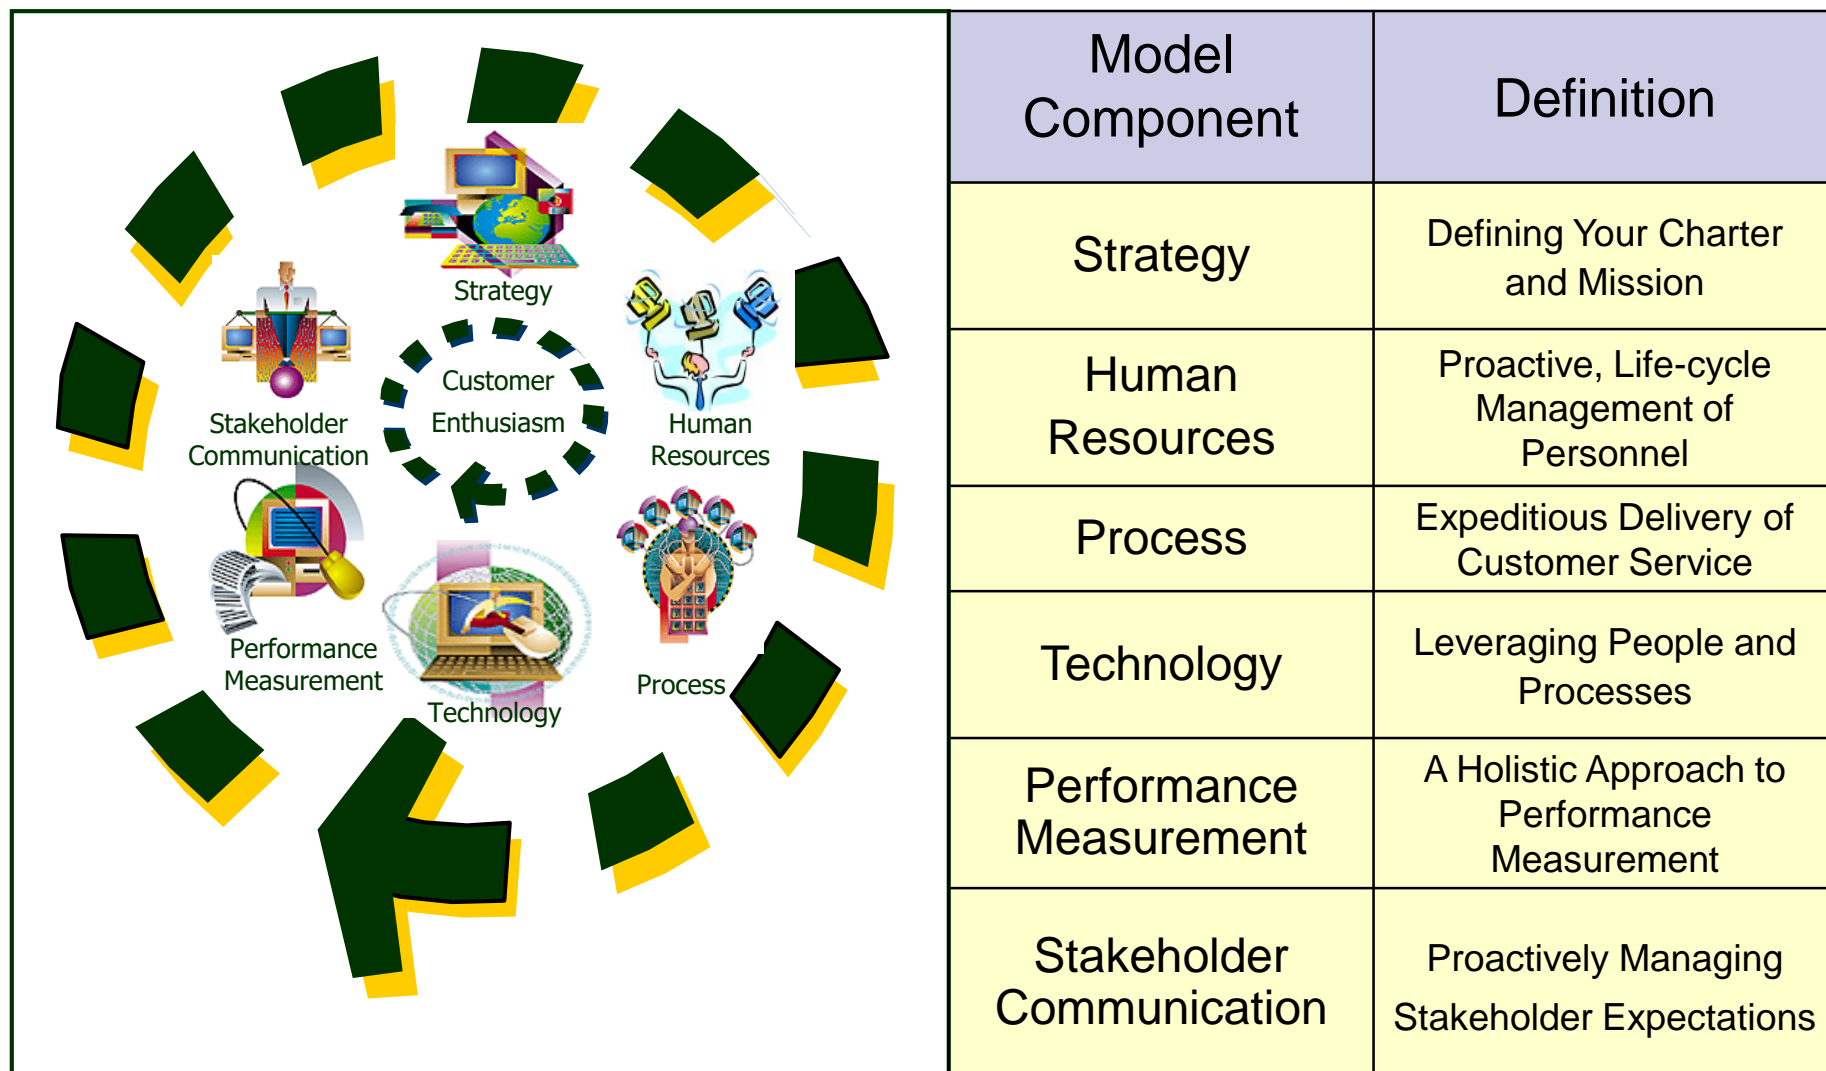 Strategy
Customer
Enthusiasm
Stakeholder
Communication
Human
Resources
Performance
Measurement
Technology
Process
Model
Component
Definition
Strategy
Defining Your Charter
and Mission
Human
Resources
Proactive, Life-cycle
Management of
Personnel
Process
Expeditious Delivery of
Customer Service
Technology
Leveraging People and
Processes
Performance
Measurement
A Holistic Approach to
Performance
Measurement
Stakeholder
Communication
Proactively Managing
Stakeholder Expectations